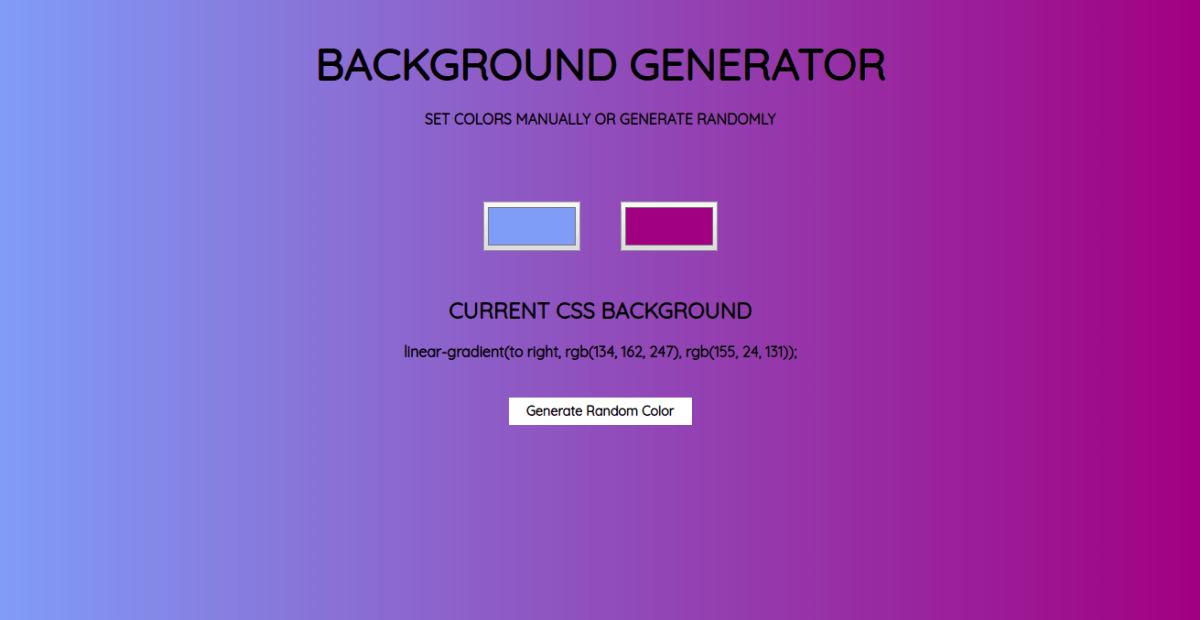 BACKGROUND GENERATOR
SET COLORS MANUALLY OR GENERATE RANDOMLY
CURRENT CSS BACKGROUND
linear-gradient(to right, rgb(134, 162, 247), rgb(155, 24, 131));
Generate Random Color